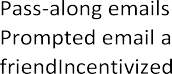 Pass-along emails
Prompted email a
friendIncentivized